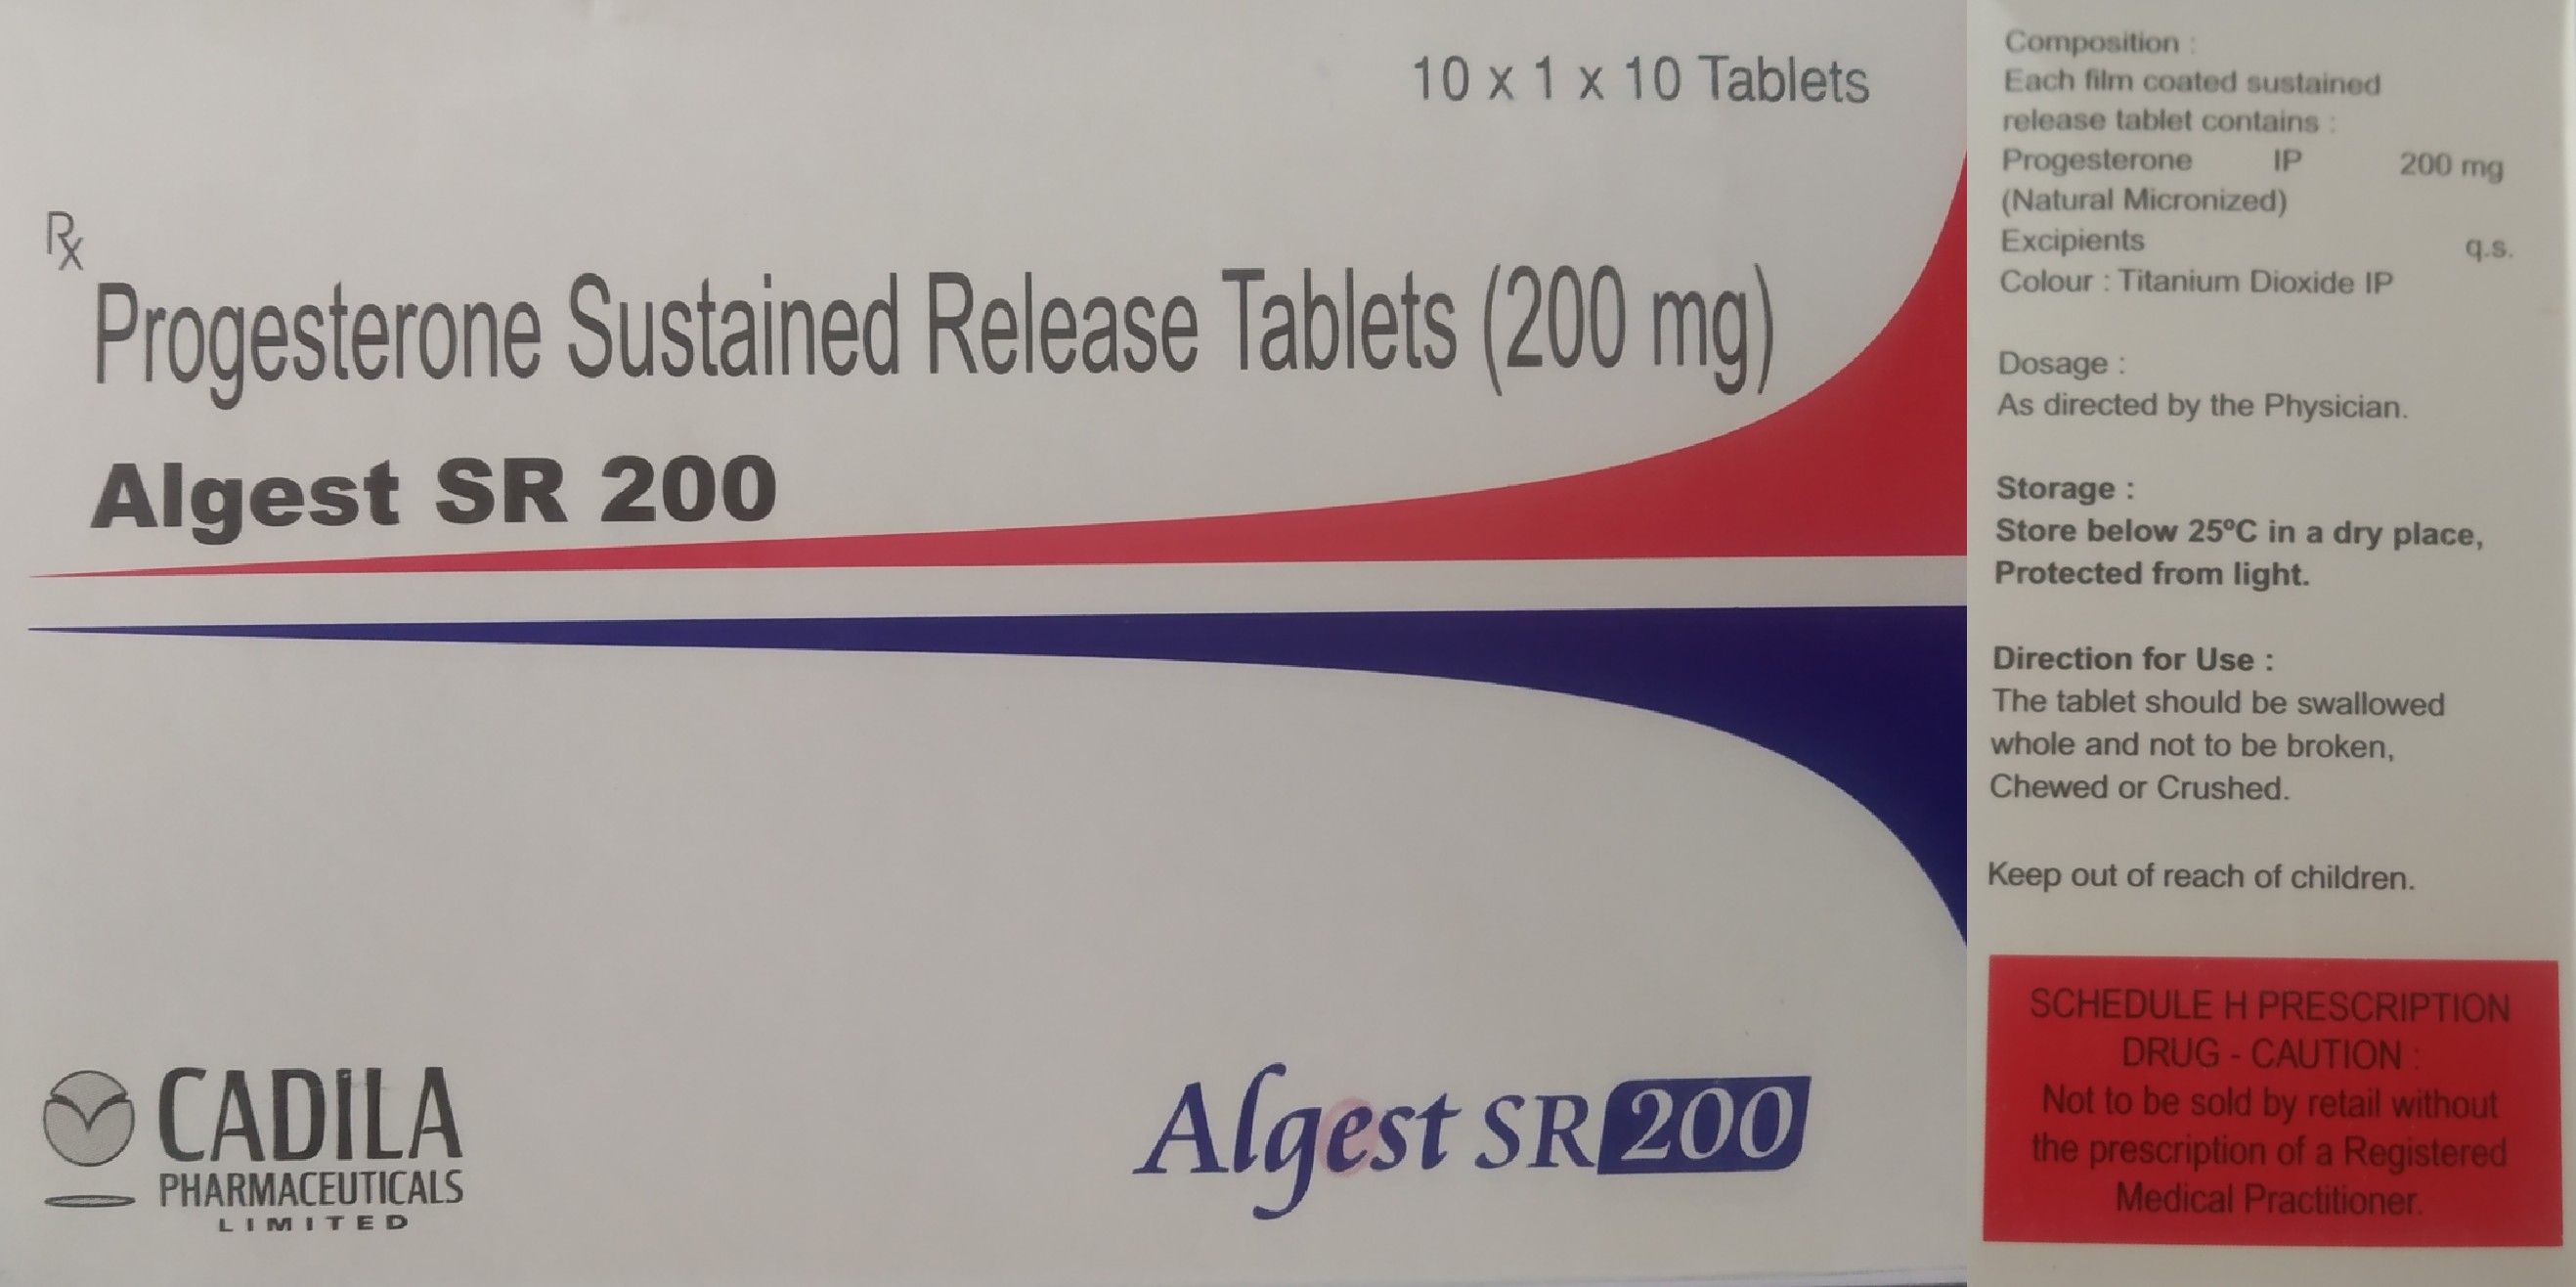 10 x 1 x 10 Tablets
Rx
Progesterone Sustained Release Tablets (200 mg)
Algest SR 200
CADILA
PHARMACEUTICALS
LIMITED
Algest SR 200
Composition :
Each film coated sustained
release tablet contains :
Progesterone IP 200 mg
(Natural Micronized)
Excipients q.s.
Colour : Titanium Dioxide IP
Dosage :
As directed by the Physician.
Storage :
Store below 25ºC in a dry place,
Protected from light.
Direction for Use :
The tablet should be swallowed
whole and not to be broken,
Chewed or Crushed.
Keep out of reach of children.
SCHEDULE H PRESCRIPTION
DRUG - CAUTION :
Not to be sold by retail without
the prescription of a Registered
Medical Practitioner.